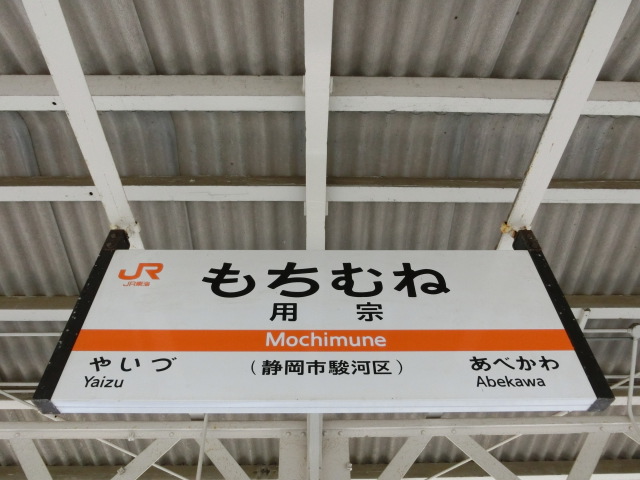 JR
JR東海
もちむね
用宗
Mochimune
やいづ
Yaizu
(静岡市駿河区)
あべかわ
Abekawa